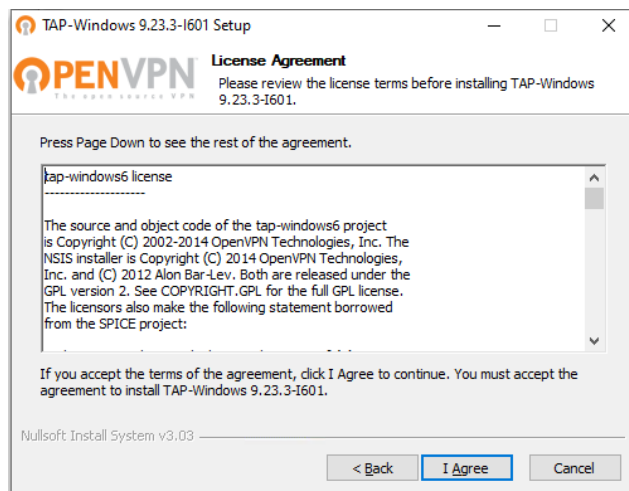 TAP-Windows 9.23.3-I601 Setup
OPENVPN
The open source VPN
License Agreement
Please review the license terms before installing TAP-Windows
9.23.3-I601.
Press Page Down to see the rest of the agreement.
tap-windows6 license
--------------------
The source and object code of the tap-windows6 project
is Copyright (C) 2002-2014 OpenVPN Technologies, Inc. The
NSIS installer is Copyright (C) 2014 OpenVPN Technologies,
Inc. and (C) 2012 Alon Bar-Lev. Both are released under the
GPL version 2. See COPYRIGHT.GPL for the full GPL license.
The licensors also make the following statement borrowed
from the SPICE project:
If you accept the terms of the agreement, click I Agree to continue. You must accept the
agreement to install TAP-Windows 9.23.3-I601.
Nullsoft Install System v3.03
< Back
I Agree
Cancel